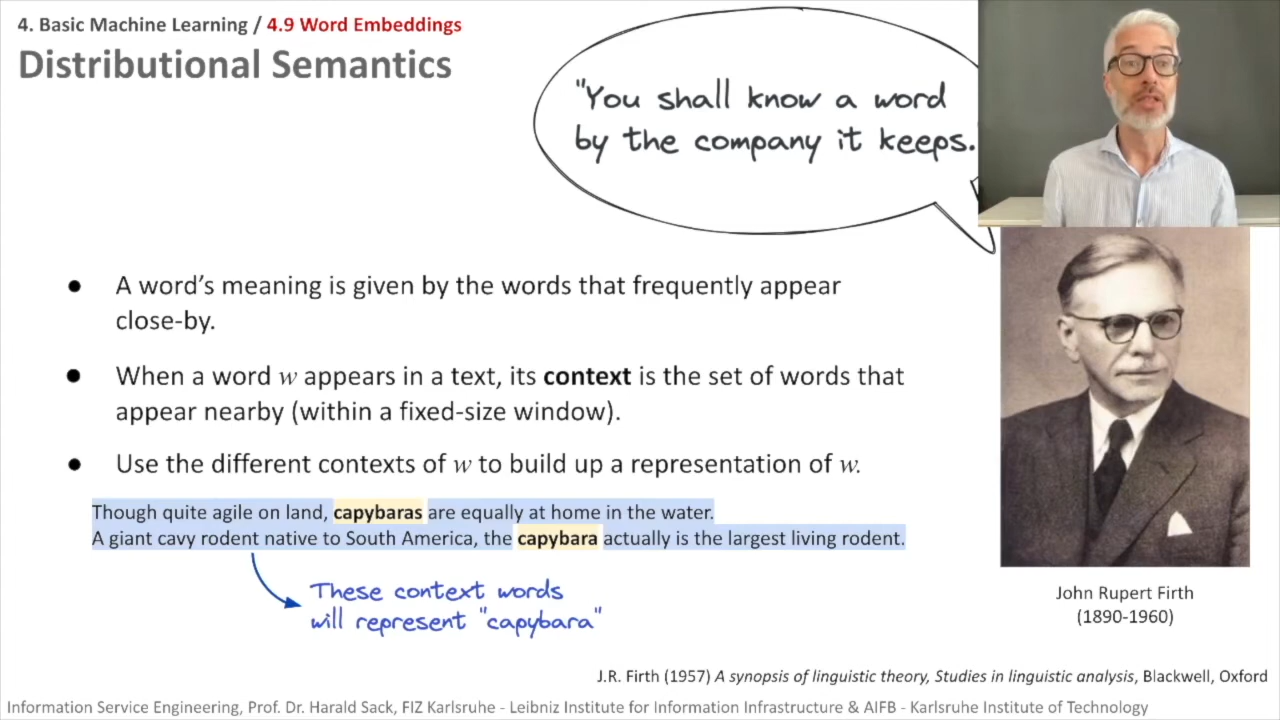 4. Basic Machine Learning / 4.9 Word Embeddings
Distributional Semantics
"You shall know a word
by the company it keeps.
● A word’s meaning is given by the words that frequently appear
close-by.
● When a word w appears in a text, its context is the set of words that
appear nearby (within a fixed-size window).
● Use the different contexts of w to build up a representation of w.
Though quite agile on land, capybaras are equally at home in the water.
A giant cavy rodent native to South America, the capybara actually is the largest living rodent.
These context words
will represent "capybara"
John Rupert Firth
(1890-1960)
J.R. Firth (1957) A synopsis of linguistic theory, Studies in linguistic analysis, Blackwell, Oxford
Information Service Engineering, Prof. Dr. Harald Sack, FIZ Karlsruhe - Leibniz Institute for Information Infrastructure & AIFB - Karlsruhe Institute of Technology